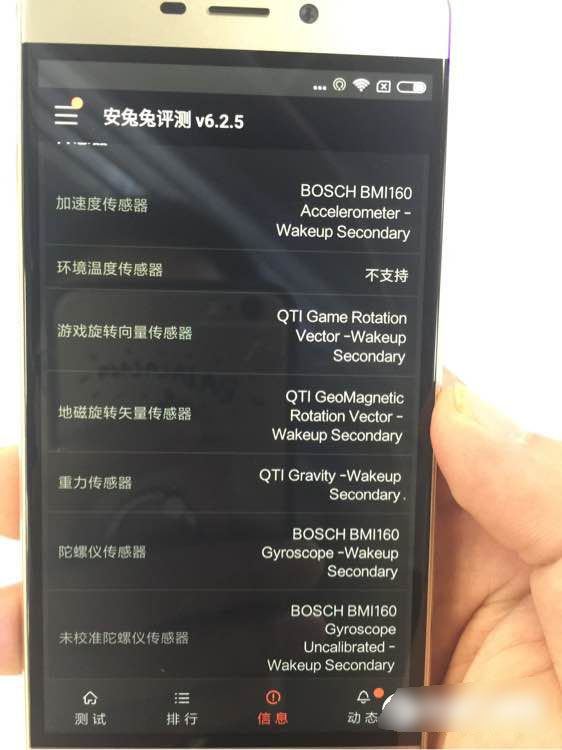 安兔兔评测 v6.2.5
加速度传感器
BOSCH BMI160
Accelerometer -
Wakeup Secondary
环境温度传感器
不支持
游戏旋转向量传感器
QTI Game Rotation
Vector -Wakeup
Secondary
地磁旋转矢量传感器
QTI GeoMagnetic
Rotation Vector -
Wakeup Secondary
重力传感器
QTI Gravity -Wakeup
Secondary
陀螺仪传感器
BOSCH BMI160
Gyroscope -Wakeup
Secondary
未校准陀螺仪传感器
BOSCH BMI160
Gyroscope
Uncalibrated -
Wakeup Secondary
测试
排行
信息
动态